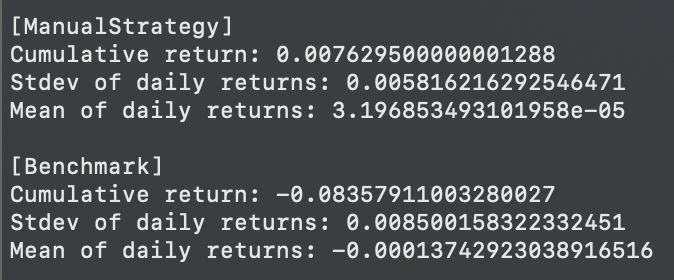 [ManualStrategy]
Cumulative return: 0.007629500000001288
Stdev of daily returns: 0.005816216292546471
Mean of daily returns: 3.196853493101958e-05
[Benchmark]
Cumulative return: -0.08357911003280027
Stdev of daily returns: 0.008500158322332451
Mean of daily returns: -0.00013742923038916516